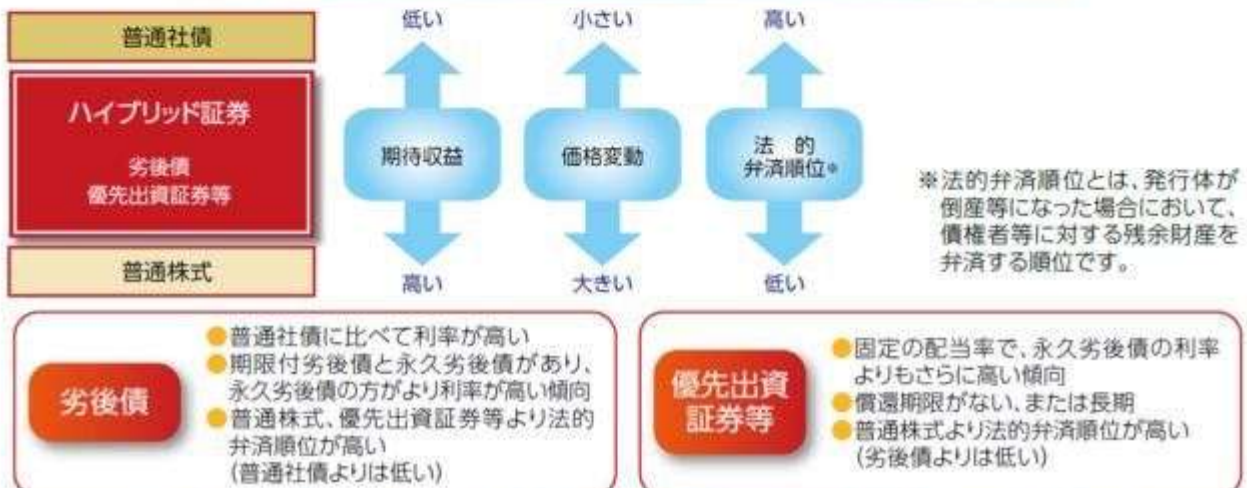 低い
小さい
高い
普通社債
ハイブリッド証券
劣後債
優先出資証券等
期待収益
価格変動
法的
弁済順位※
普通株式
高い
大きい
低い
※法的弁済順位とは、発行体が
倒産等になった場合において、
債権者等に対する残余財産を
弁済する順位です。
劣後債
●普通社債に比べて利率が高い
●期限付劣後債と永久劣後債があり、
永久劣後債の方がより利率が高い傾向
●普通株式、優先出資証券等より法的
弁済順位が高い
(普通社債よりは低い)
優先出資
証券等
●固定の配当率で、永久劣後債の利率
よりもさらに高い傾向
●償還期限がない、または長期
●普通株式より法的弁済順位が高い
(劣後債よりは低い)